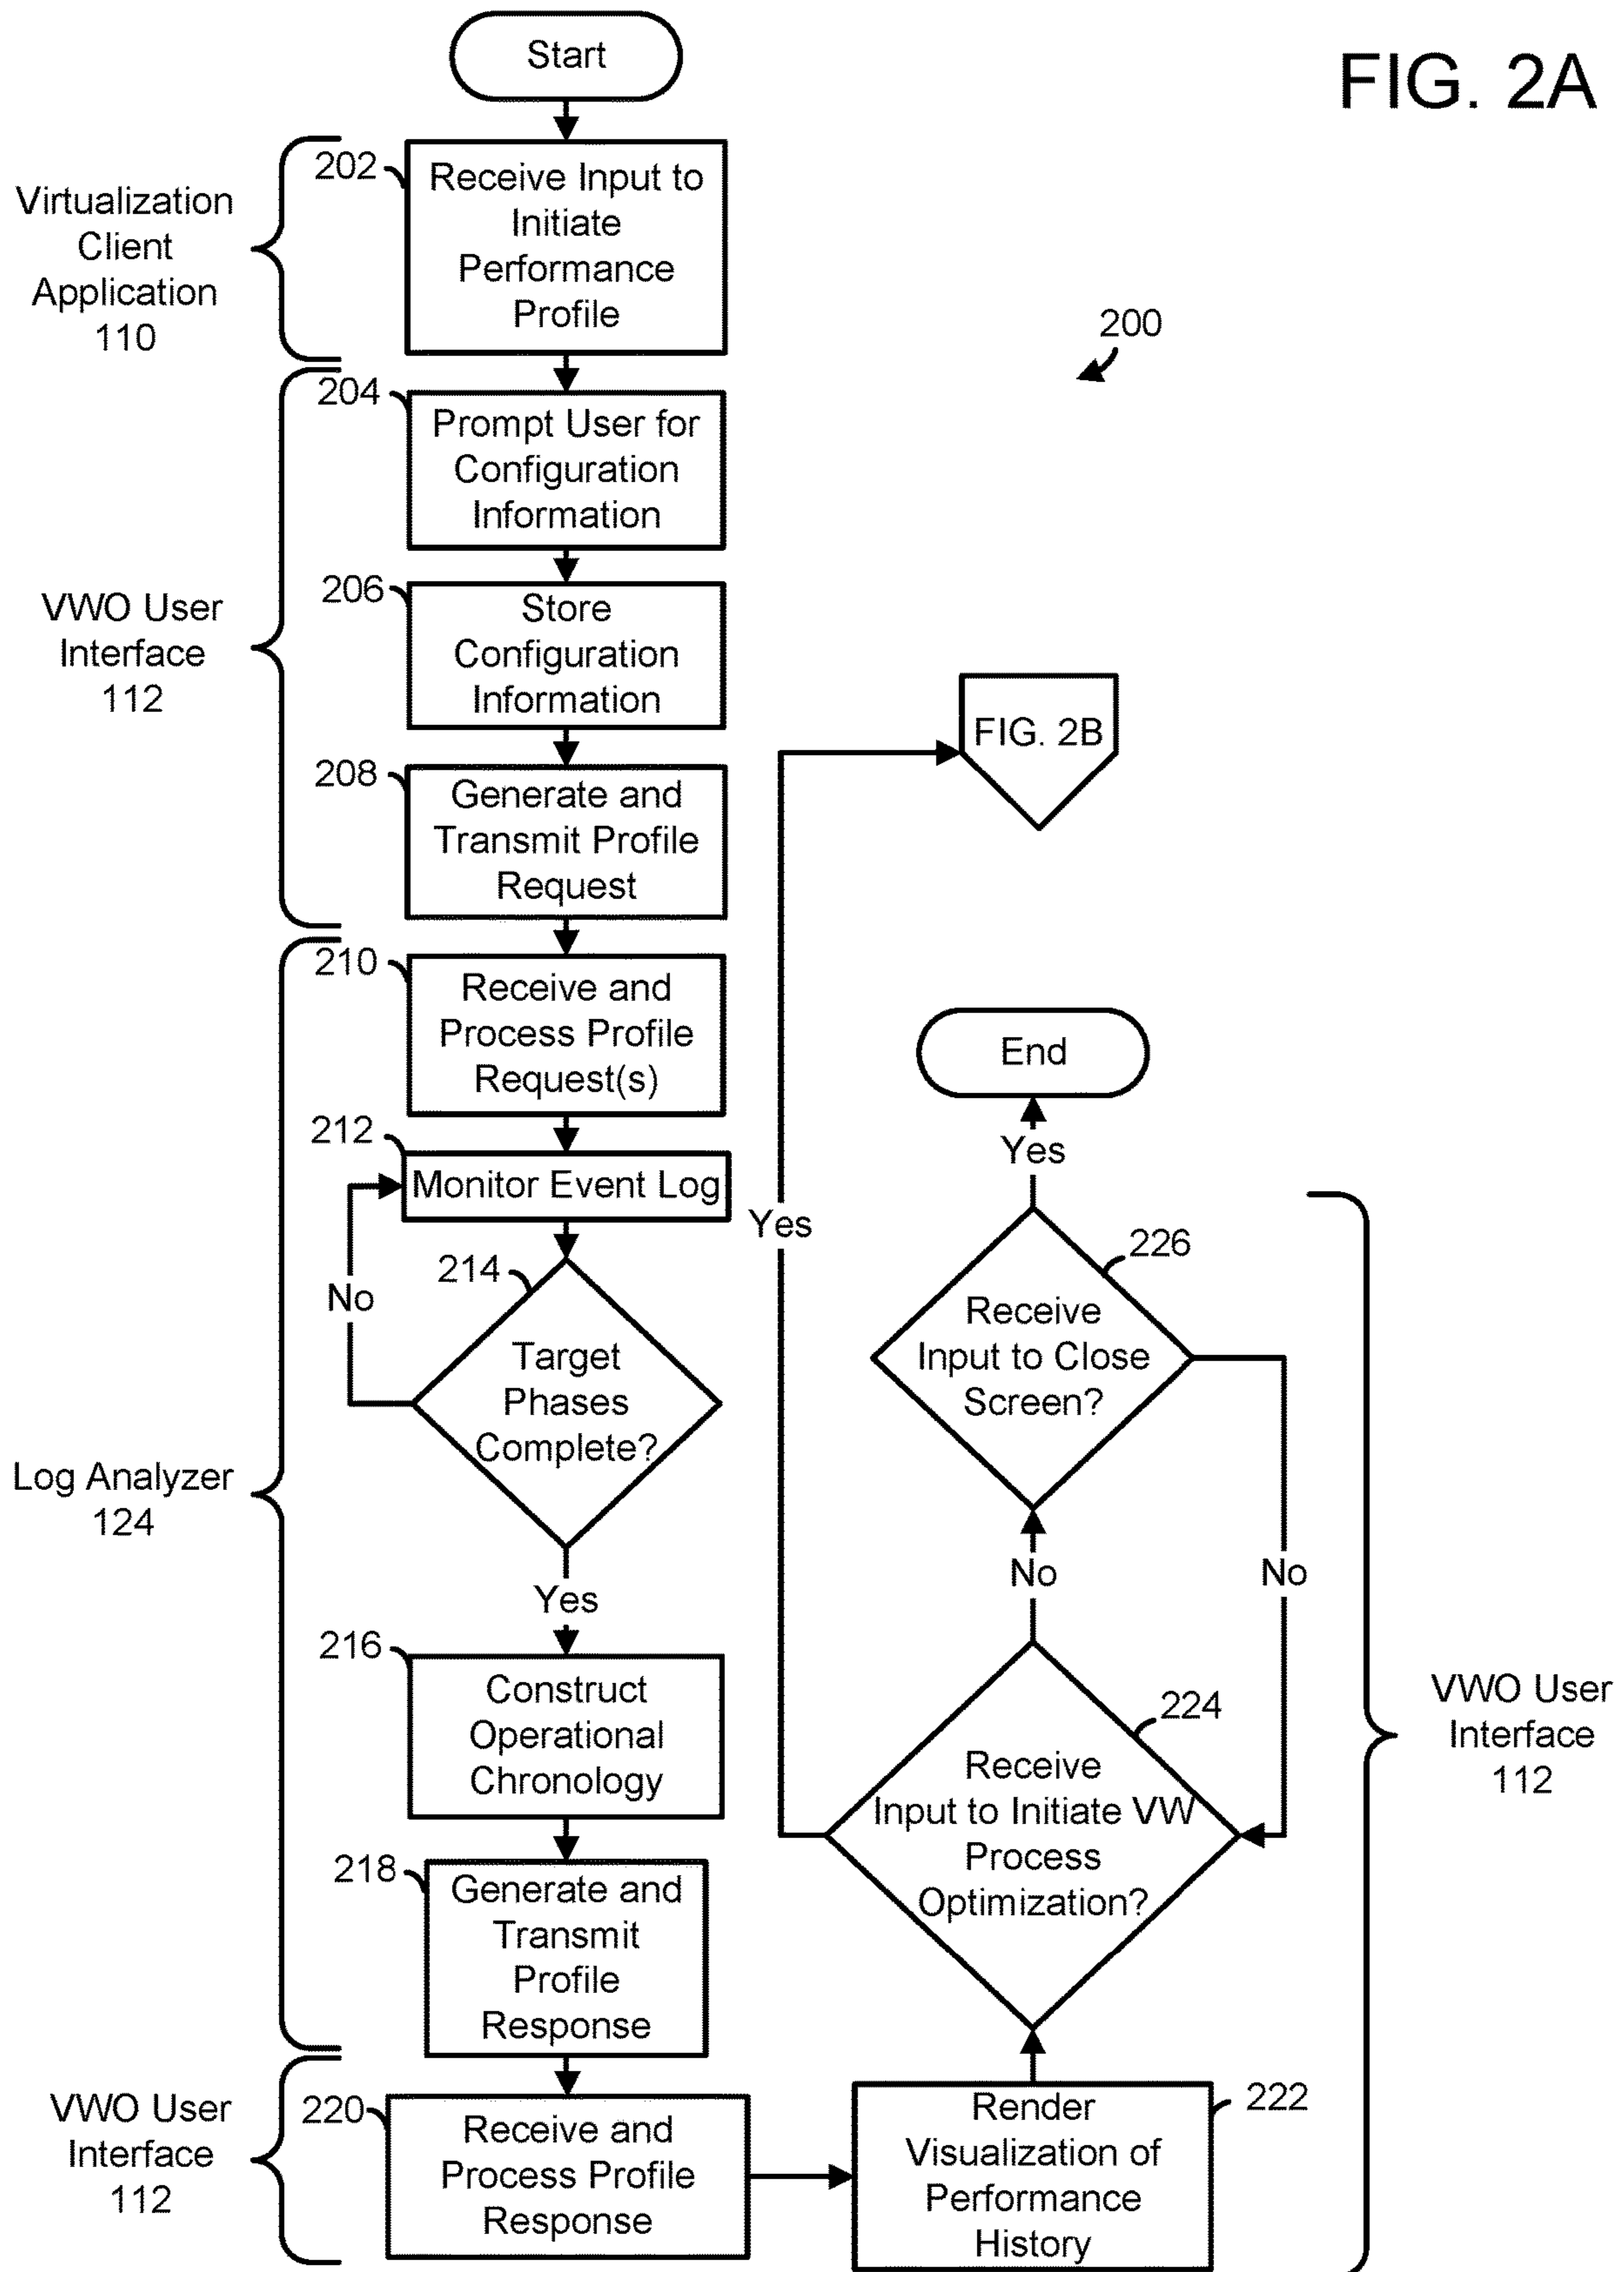 FIG. 2A
Start
Virtualization
Client
Application
110
202
Receive Input to
Initiate
Performance
Profile
200
VWO User
Interface
112
204
Prompt User for
Configuration
Information
206
Store
Configuration
Information
208
Generate and
Transmit Profile
Request
Log Analyzer
124
210
Receive and
Process Profile
Request(s)
212
Monitor Event Log
214
Target
Phases
Complete?
No
Yes
216
Construct
Operational
Chronology
218
Generate and
Transmit
Profile
Response
VWO User
Interface
112
220
Receive and
Process Profile
Response
222
Render
Visualization of
Performance
History
224
Receive
Input to Initiate VW
Process
Optimization?
Yes
FIG. 2B
No
226
Receive
Input to Close
Screen?
No
Yes
End
VWO User
Interface
112